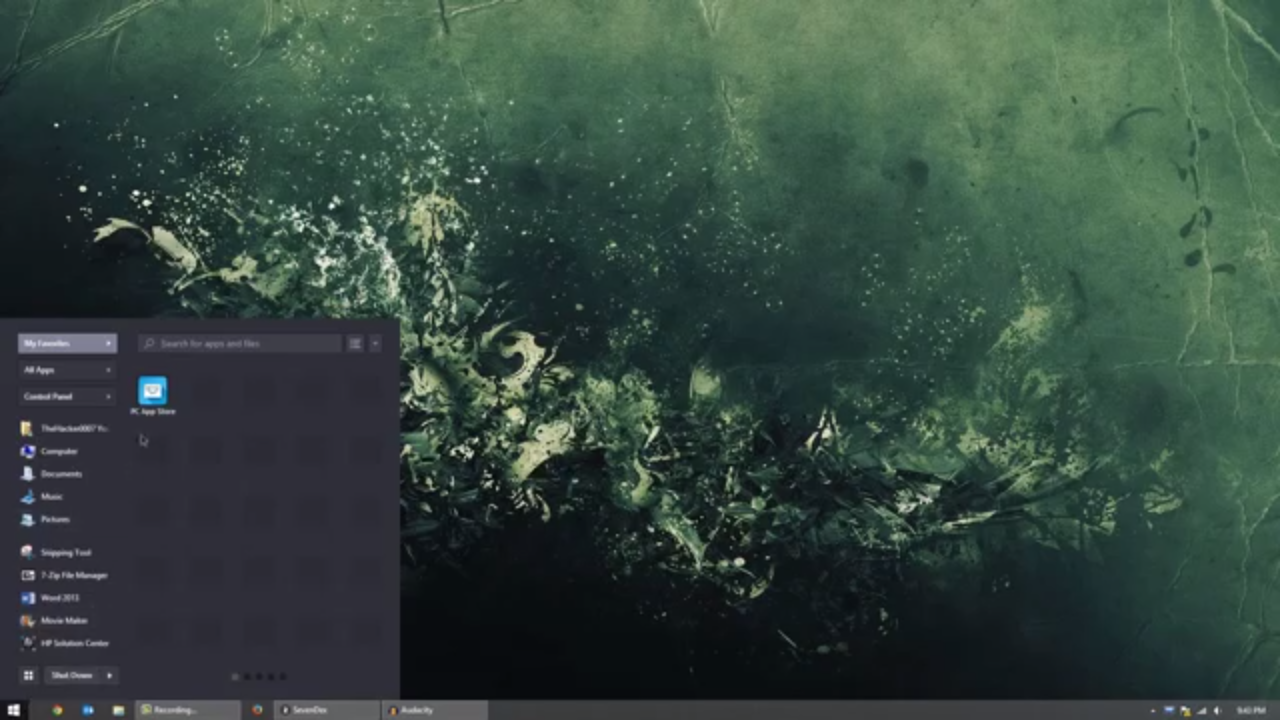 My Favorites
Search for apps and files
All Apps
Control Panel
PC App Store
TheHacker0007
Computer
Documents
Music
Pictures
Snipping Tool
7-Zip File Manager
Word 2013
Movie Maker
HP Solution Center
Shut Down
Recording...
SevenDex
Audacity
9:40 PM